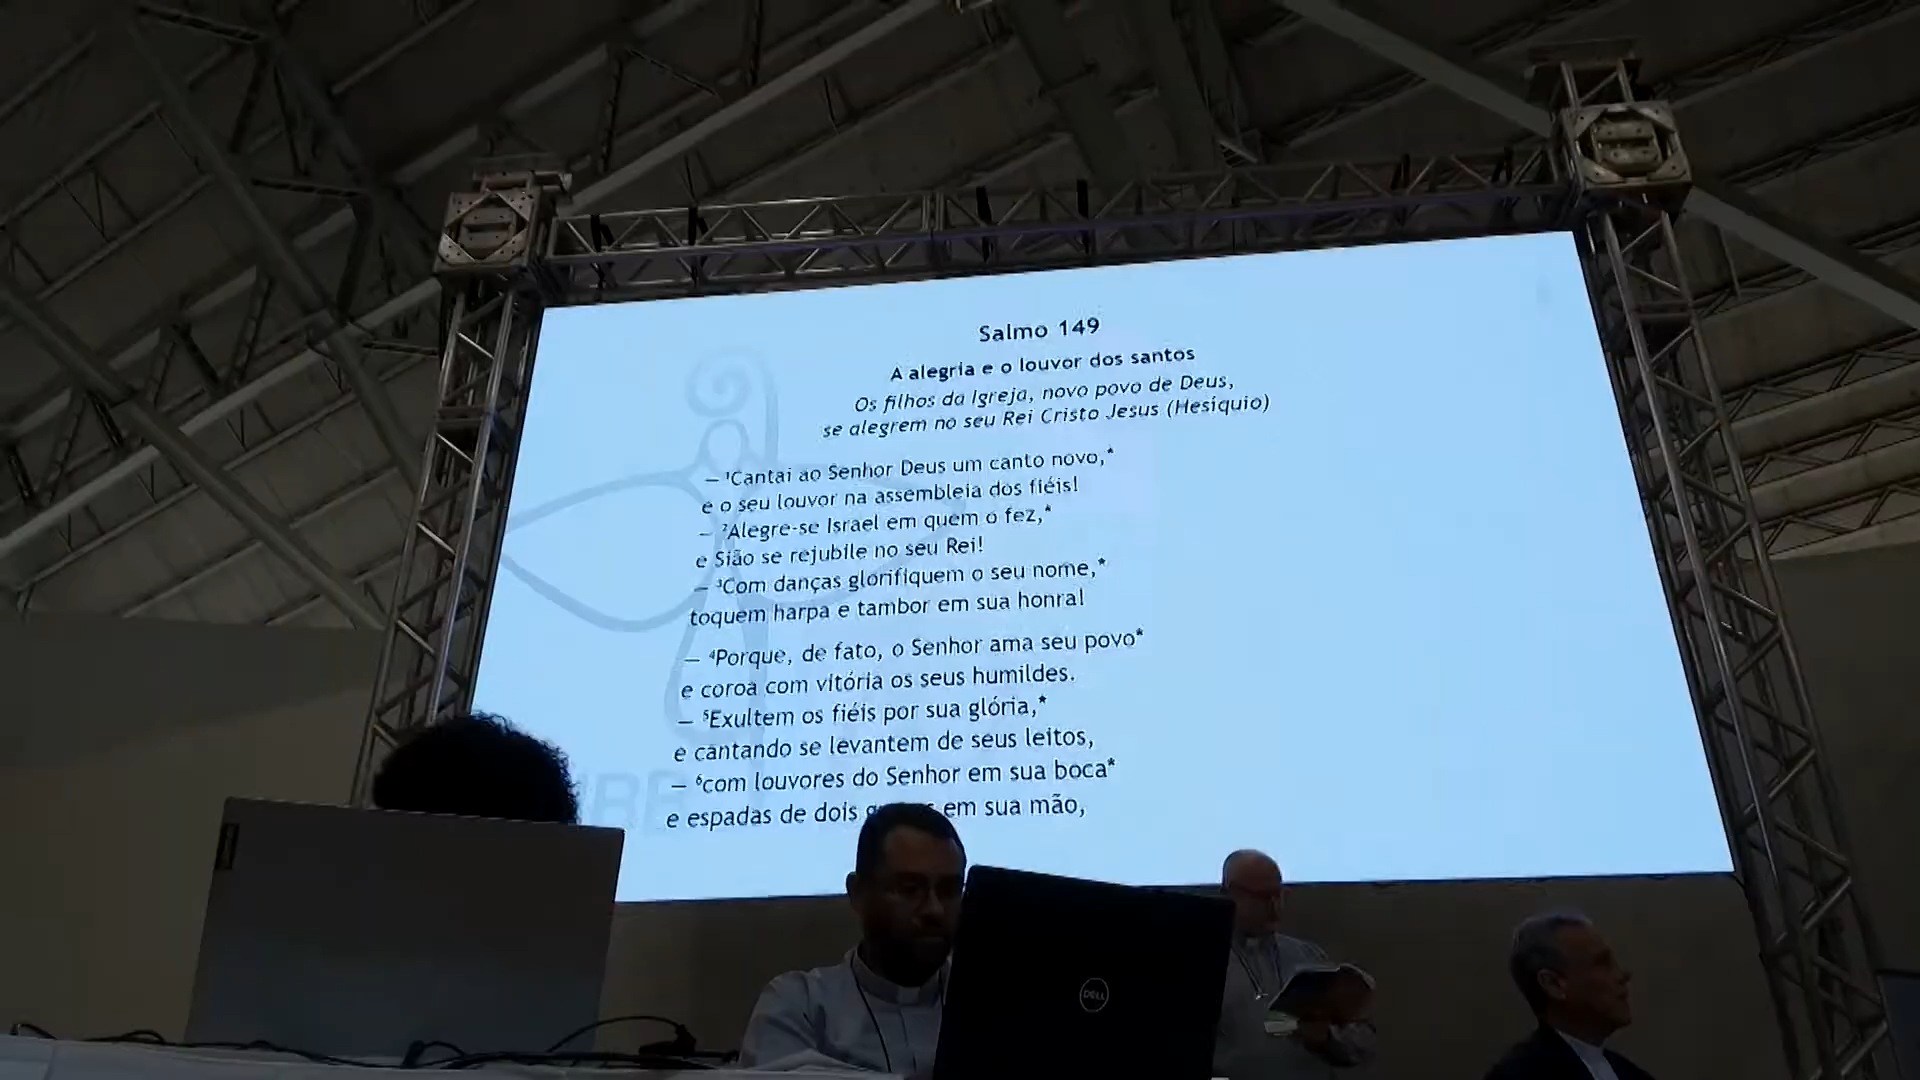 Salmo 149
A alegria e o louvor dos santos
Os filhos da Igreja, novo povo de Deus,
se alegrem no seu Rei Cristo Jesus (Hesíquio)
— ¹Cantai ao Senhor Deus um canto novo,*
e o seu louvor na assembleia dos fiéis!
— ²Alegre-se Israel em quem o fez,*
e Sião se rejubile no seu Rei!
— ³Com danças glorifiquem o seu nome,*
toquem harpa e tambor em sua honra!
— ⁴Porque, de fato, o Senhor ama seu povo*
e coroa com vitória os seus humildes.
— ⁵Exultem os fiéis por sua glória,*
e cantando se levantem de seus leitos,
— ⁶com louvores do Senhor em sua boca*
e espadas de dois em sua mão,
DELL